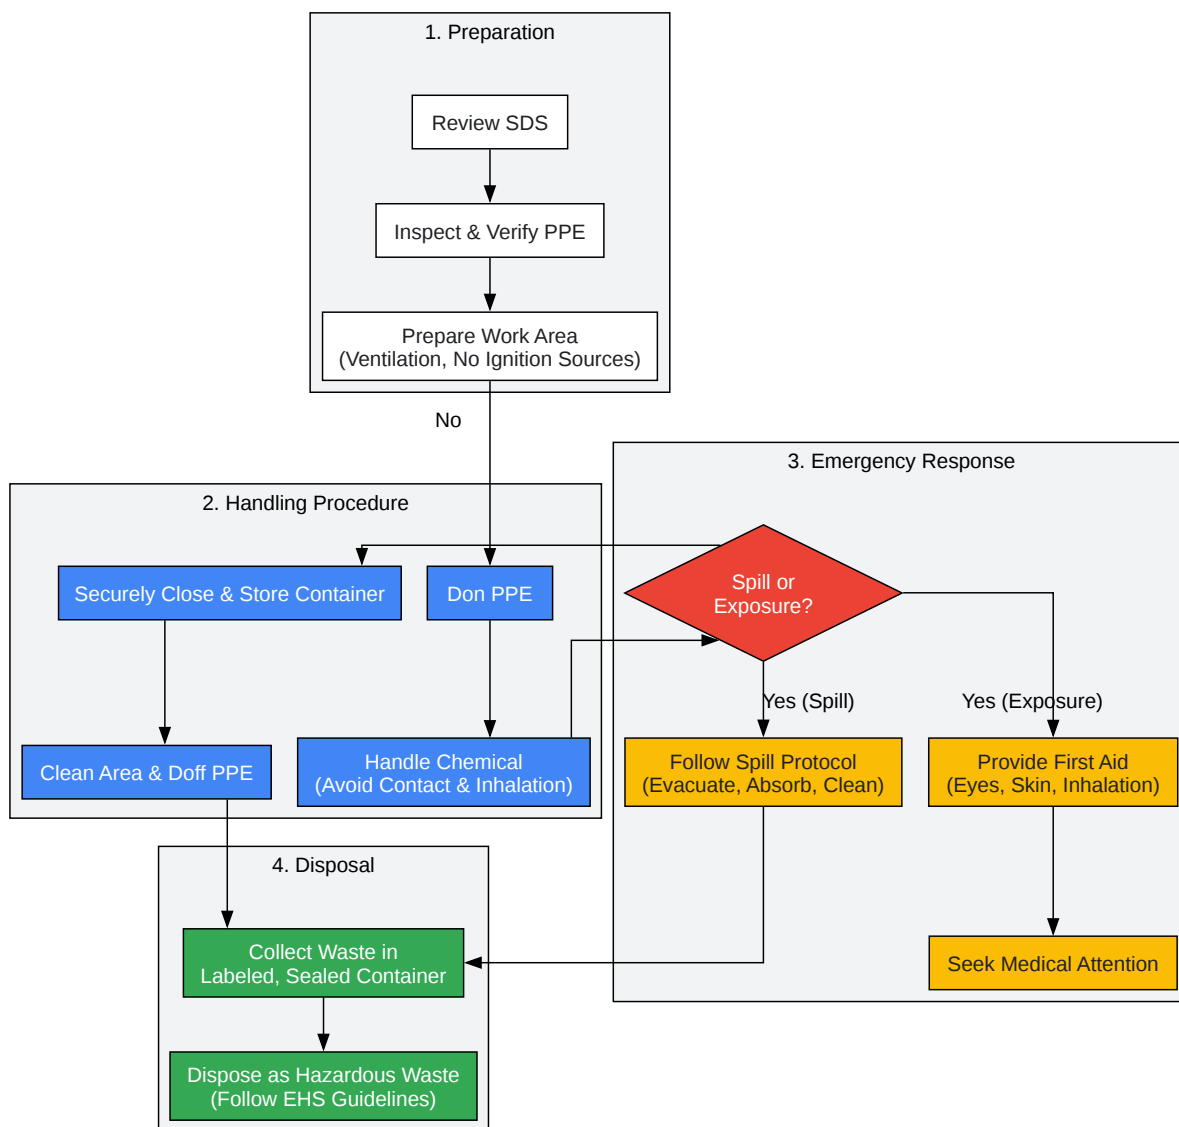 1. Preparation
Review SDS
Inspect & Verify PPE
Prepare Work Area
(Ventilation, No Ignition Sources)
No
2. Handling Procedure
Securely Close & Store Container
Don PPE
Clean Area & Doff PPE
Handle Chemical
(Avoid Contact & Inhalation)
3. Emergency Response
Spill or
Exposure?
Yes (Spill)
Yes (Exposure)
Follow Spill Protocol
(Evacuate, Absorb, Clean)
Provide First Aid
(Eyes, Skin, Inhalation)
Seek Medical Attention
4. Disposal
Collect Waste in
Labeled, Sealed Container
Dispose as Hazardous Waste
(Follow EHS Guidelines)